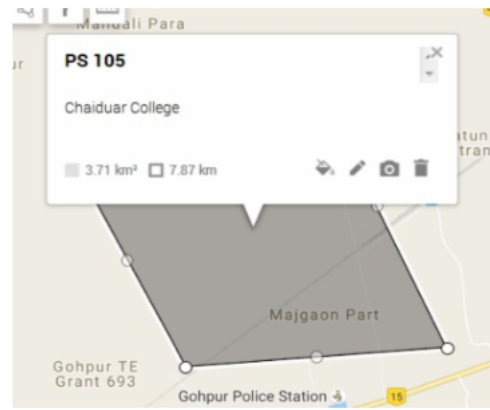 Mandali Para
PS 105
Chaiduar College
3.71 km² 7.87 km
Majgaon Part
Gohpur TE
Grant 693
Gohpur Police Station
15